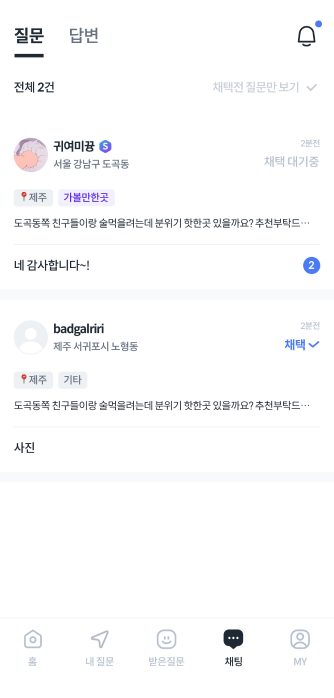 질문 답변
전체 2건 채택전 질문만 보기
귀여미뀽 S 2분전
서울 강남구 도곡동 채택 대기중
제주 가볼만한곳
도곡동쪽 친구들이랑 술먹을려는데 분위기 핫한곳 있을까요? 추천부탁드···
네 감사합니다~! 2
badgalriri 2분전
제주 서귀포시 노형동 채택
제주 기타
도곡동쪽 친구들이랑 술먹을려는데 분위기 핫한곳 있을까요? 추천부탁드···
사진
홈 내 질문 받은질문 채팅 MY